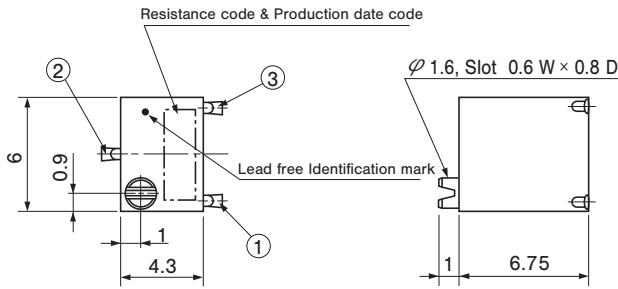 Resistance code & Production date code
② ③
φ 1.6, Slot 0.6 W × 0.8 D
6
0.9
Lead free Identification mark
①
1
4.3
1
6.75